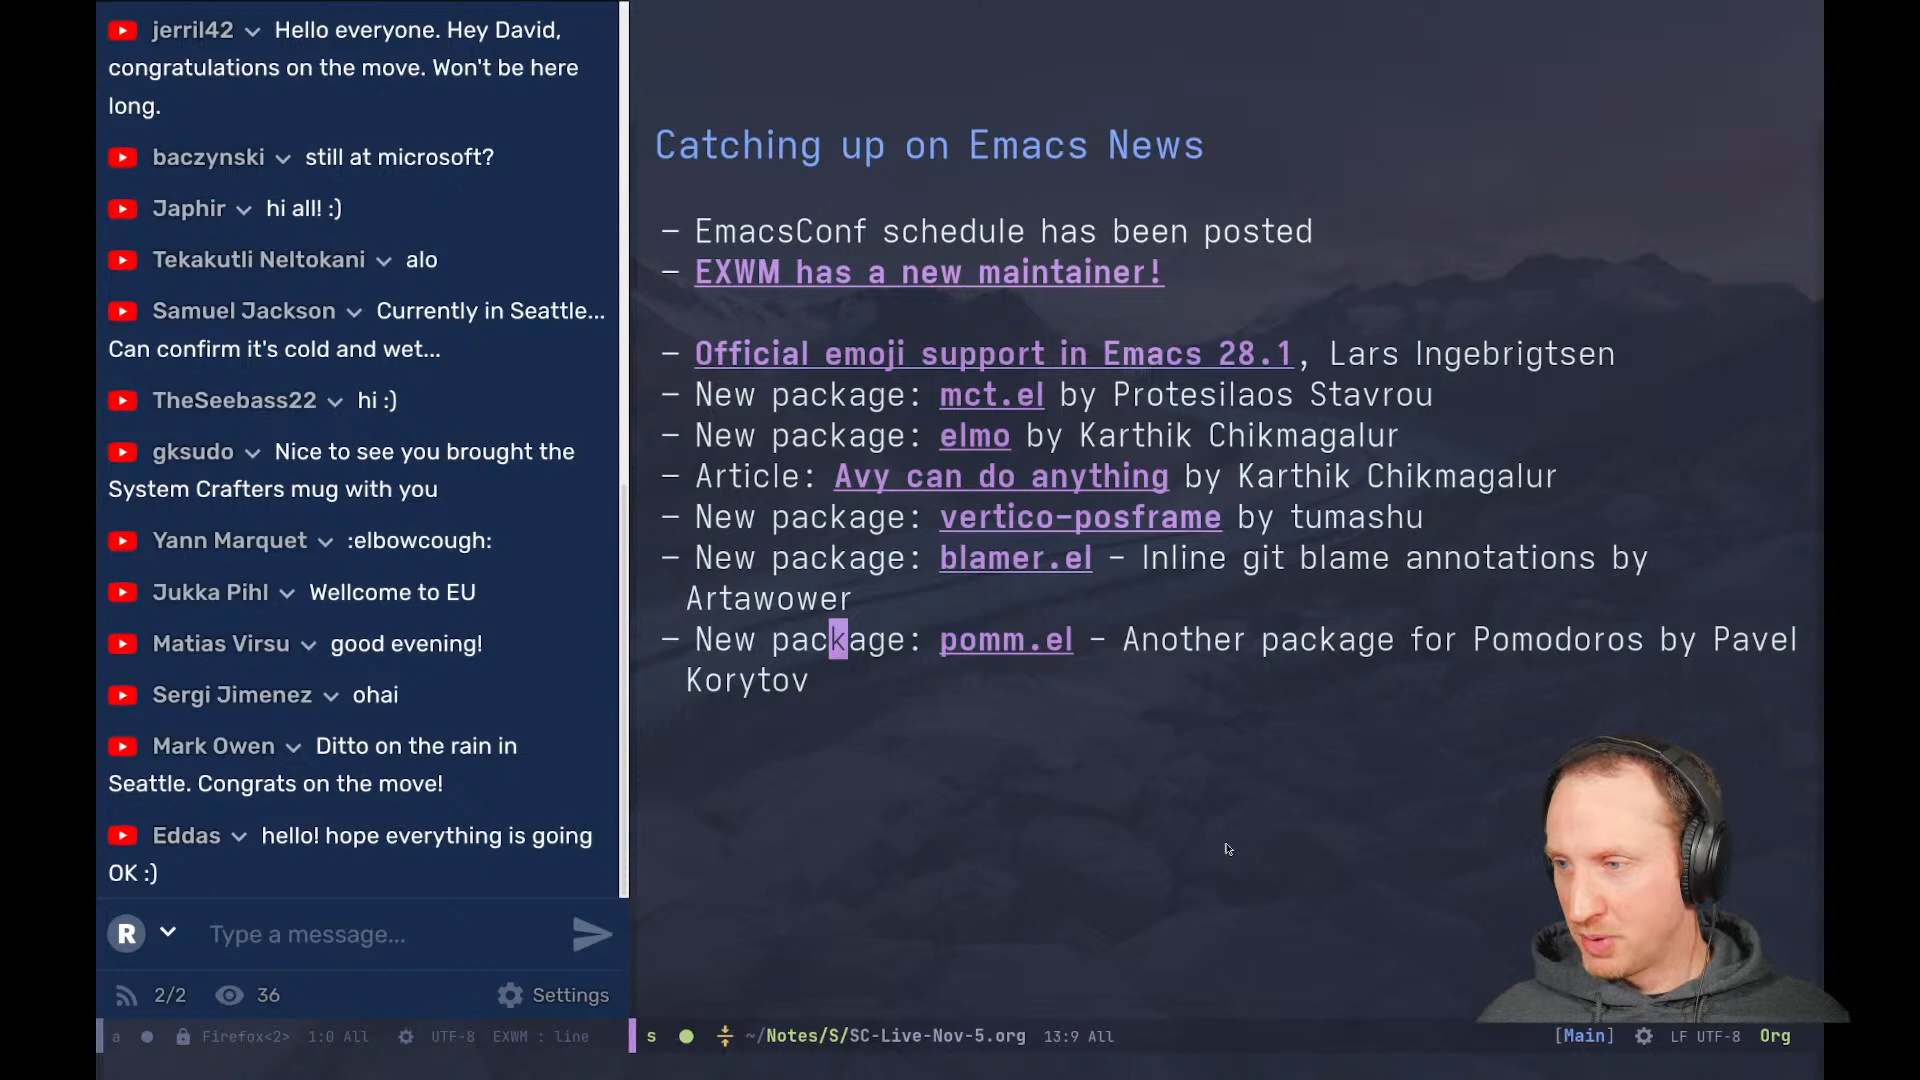 jerril42 Hello everyone. Hey David,
congratulations on the move. Won't be here
long.
baczynski still at microsoft?
Japhir hi all! :)
Tekakutli Neltokani alo
Samuel Jackson Currently in Seattle...
Can confirm it's cold and wet...
TheSeebass22 hi :)
gksudo Nice to see you brought the
System Crafters mug with you
Yann Marquet :elbowcough:
Jukka Pihl Wellcome to EU
Matias Virsu good evening!
Sergi Jimenez ohai
Mark Owen Ditto on the rain in
Seattle. Congrats on the move!
Eddas hello! hope everything is going
OK :)
R Type a message...
2/2 36 Settings
a Firefox<2> 1:0 All UTF-8 EXWM : line
Catching up on Emacs News
- EmacsConf schedule has been posted
- EXWM has a new maintainer!
- Official emoji support in Emacs 28.1, Lars Ingebrigtsen
- New package: mct.el by Protesilaos Stavrou
- New package: elmo by Karthik Chikmagalur
- Article: Avy can do anything by Karthik Chikmagalur
- New package: vertico-posframe by tumashu
- New package: blamer.el - Inline git blame annotations by
Artawower
- New package: pomm.el - Another package for Pomodoros by Pavel
Korytov
s ~/Notes/S/SC-Live-Nov-5.org 13:9 All [Main] LF UTF-8 Org